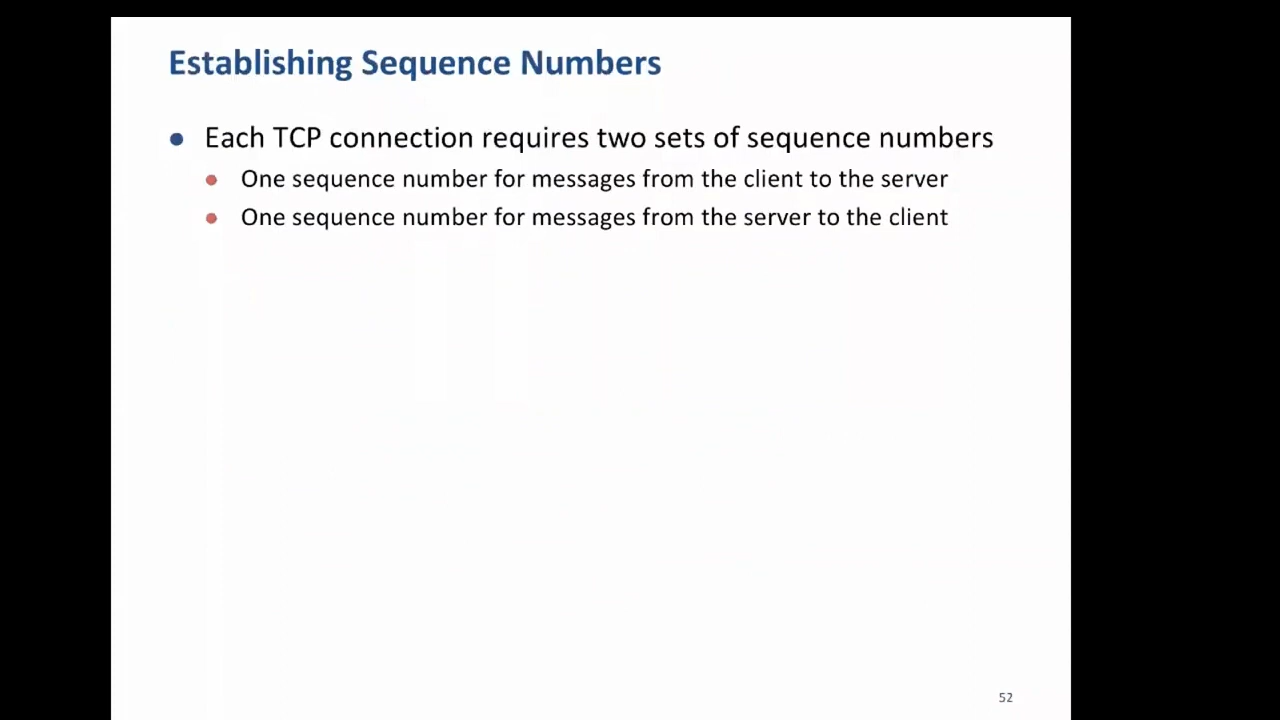 Establishing Sequence Numbers
Each TCP connection requires two sets of sequence numbers
One sequence number for messages from the client to the server
One sequence number for messages from the server to the client
52